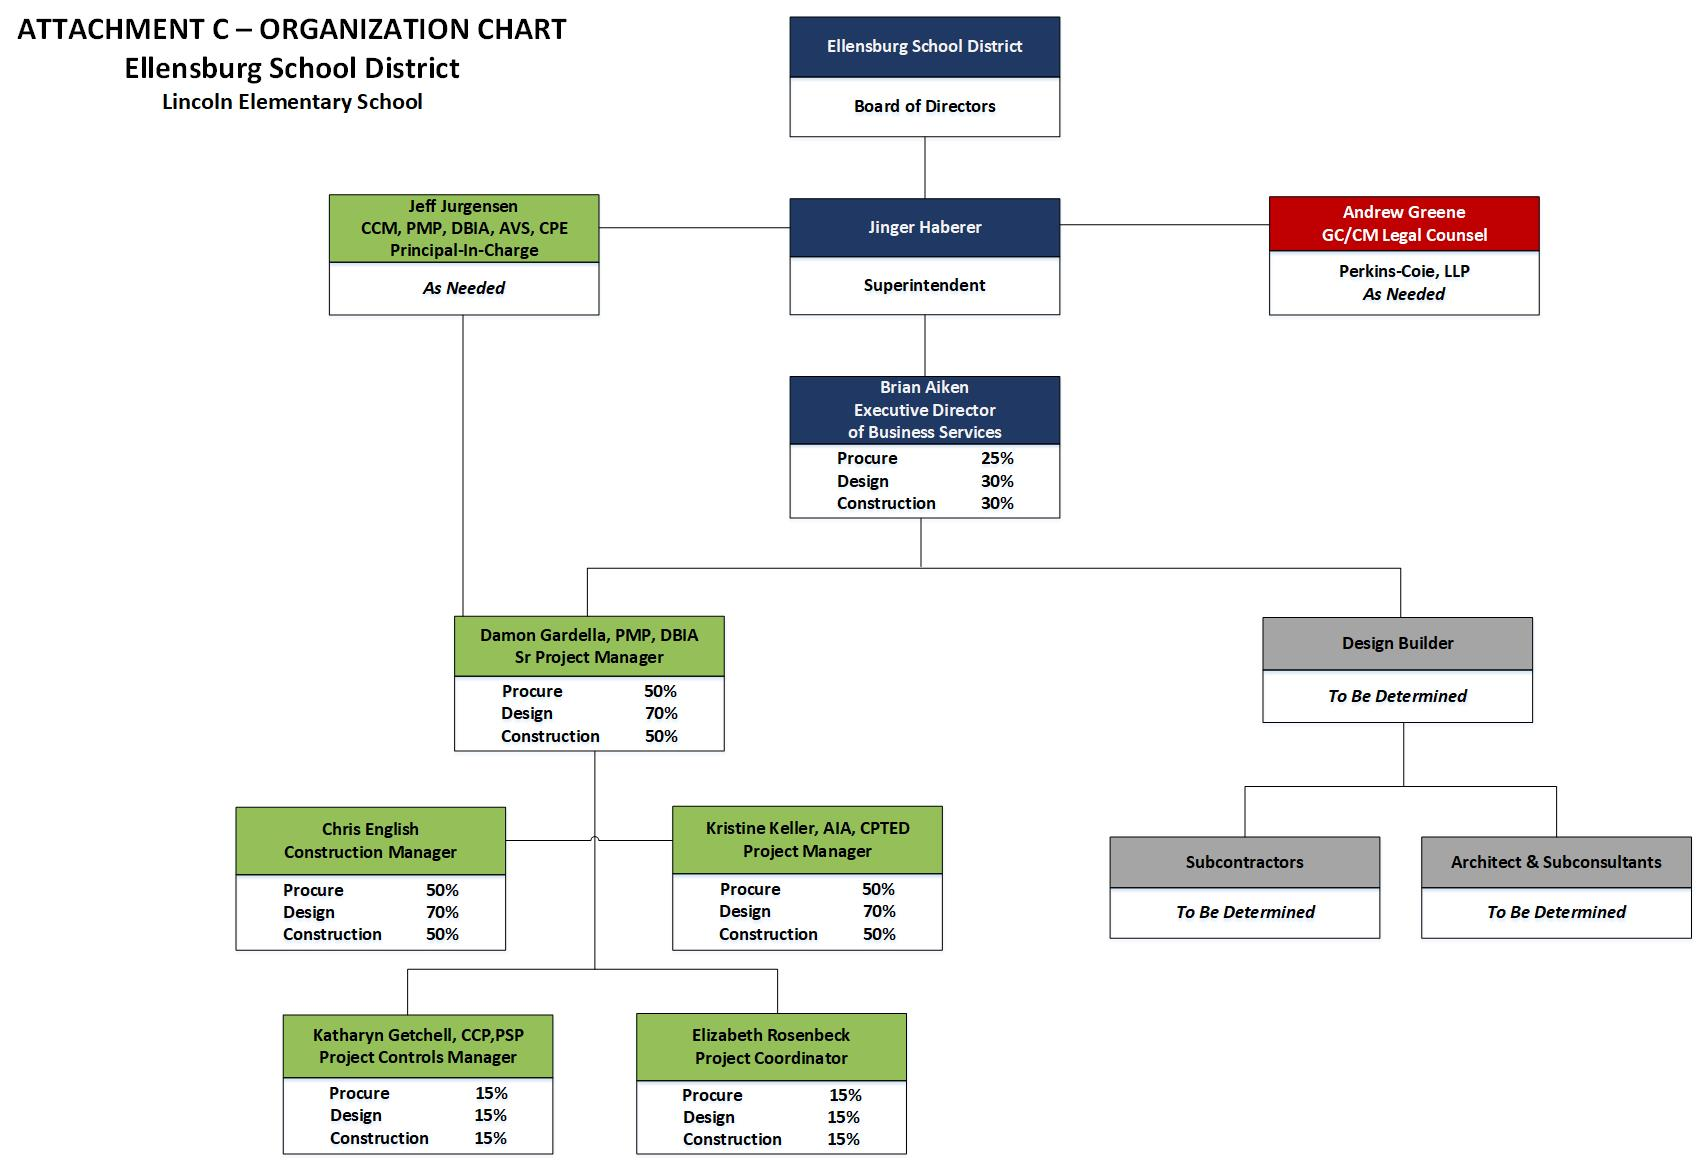 ATTACHMENT C – ORGANIZATION CHART
Ellensburg School District
Lincoln Elementary School
Ellensburg School District
Board of Directors
Jeff Jurgensen
CCM, PMP, DBIA, AVS, CPE
Principal-In-Charge
As Needed
Jinger Haberer
Superintendent
Andrew Greene
GC/CM Legal Counsel
Perkins-Coie, LLP
As Needed
Brian Aiken
Executive Director
of Business Services
Procure 25%
Design 30%
Construction 30%
Damon Gardella, PMP, DBIA
Sr Project Manager
Procure 50%
Design 70%
Construction 50%
Design Builder
To Be Determined
Chris English
Construction Manager
Procure 50%
Design 70%
Construction 50%
Kristine Keller, AIA, CPTED
Project Manager
Procure 50%
Design 70%
Construction 50%
Subcontractors
To Be Determined
Architect & Subconsultants
To Be Determined
Katharyn Getchell, CCP,PSP
Project Controls Manager
Procure 15%
Design 15%
Construction 15%
Elizabeth Rosenbeck
Project Coordinator
Procure 15%
Design 15%
Construction 15%